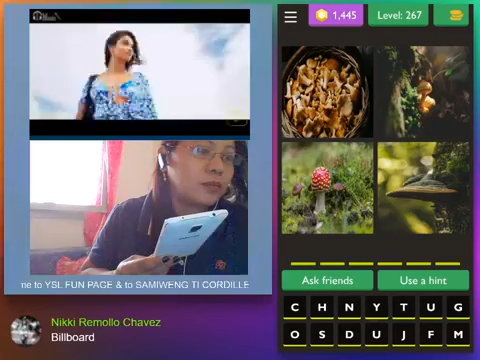 1,445
Level: 267
ne to YSL FUN PAGE & to SAMIWENG TI CORDILLE
Ask friends
Use a hint
C H N Y T U G
O S D U J F M
Nikki Remollo Chavez
Billboard